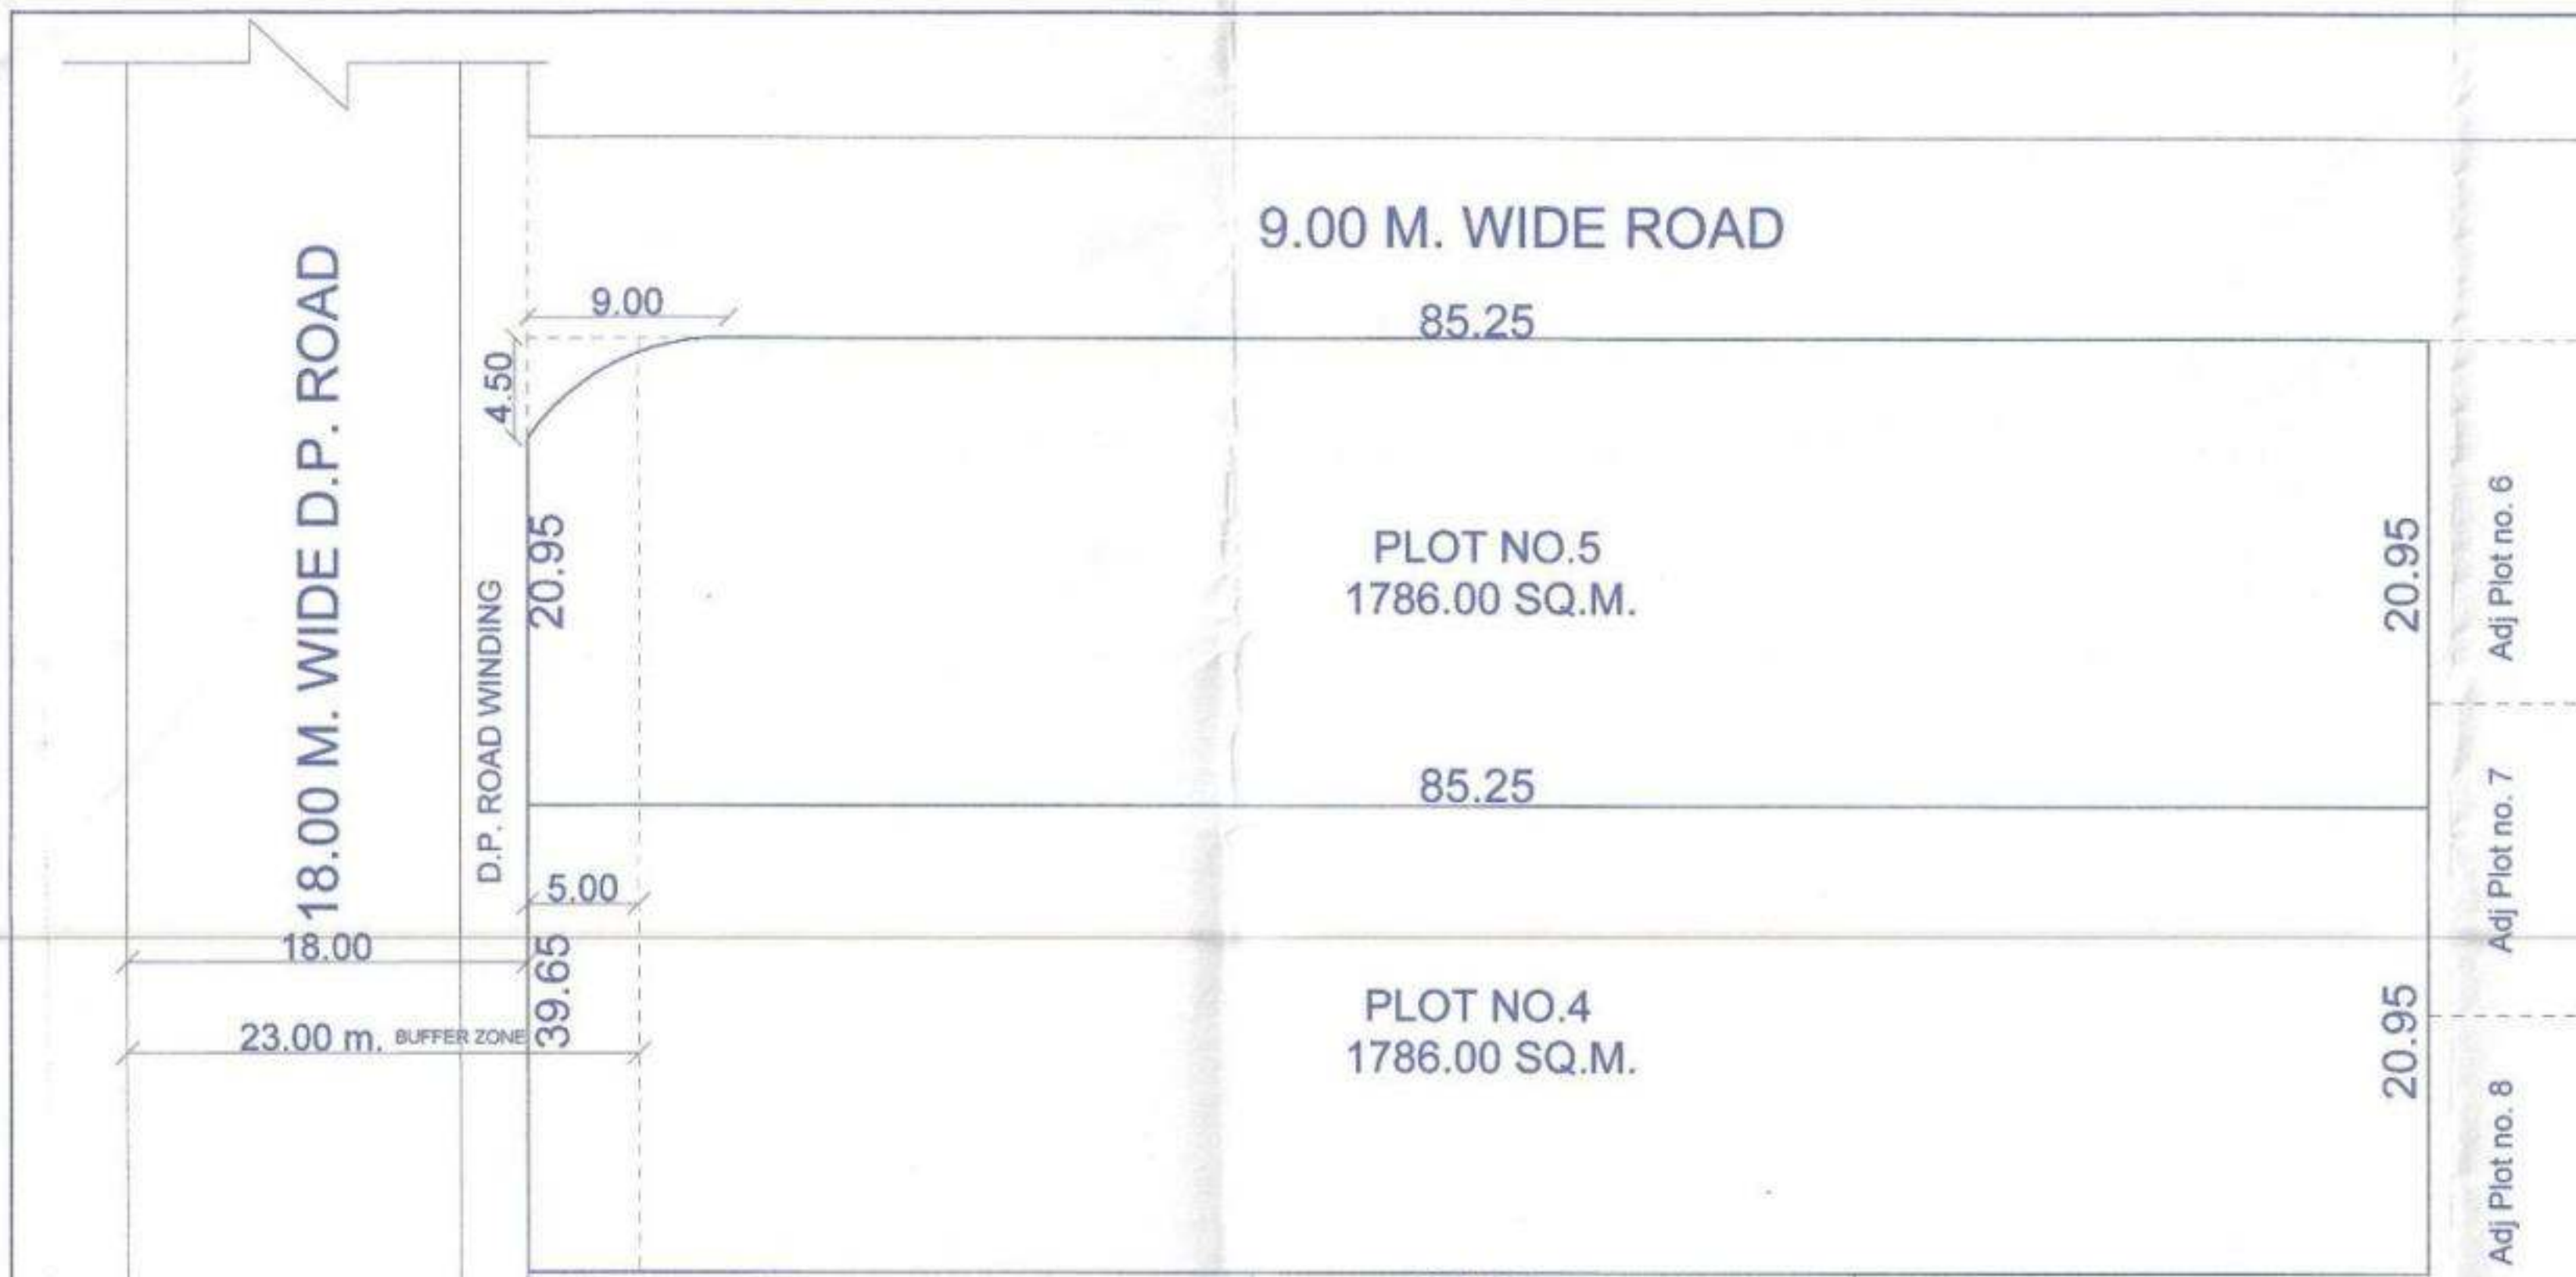 9.00 M. WIDE ROAD
9.00
85.25
4.50
18.00 M. WIDE D.P. ROAD
D.P. ROAD WINDING
20.95
PLOT NO.5
1786.00 SQ.M.
20.95
Adj Plot no. 6
85.25
Adj Plot no. 7
5.00
18.00
39.65
23.00 m. BUFFER ZONE
PLOT NO.4
1786.00 SQ.M.
20.95
Adj Plot no. 8